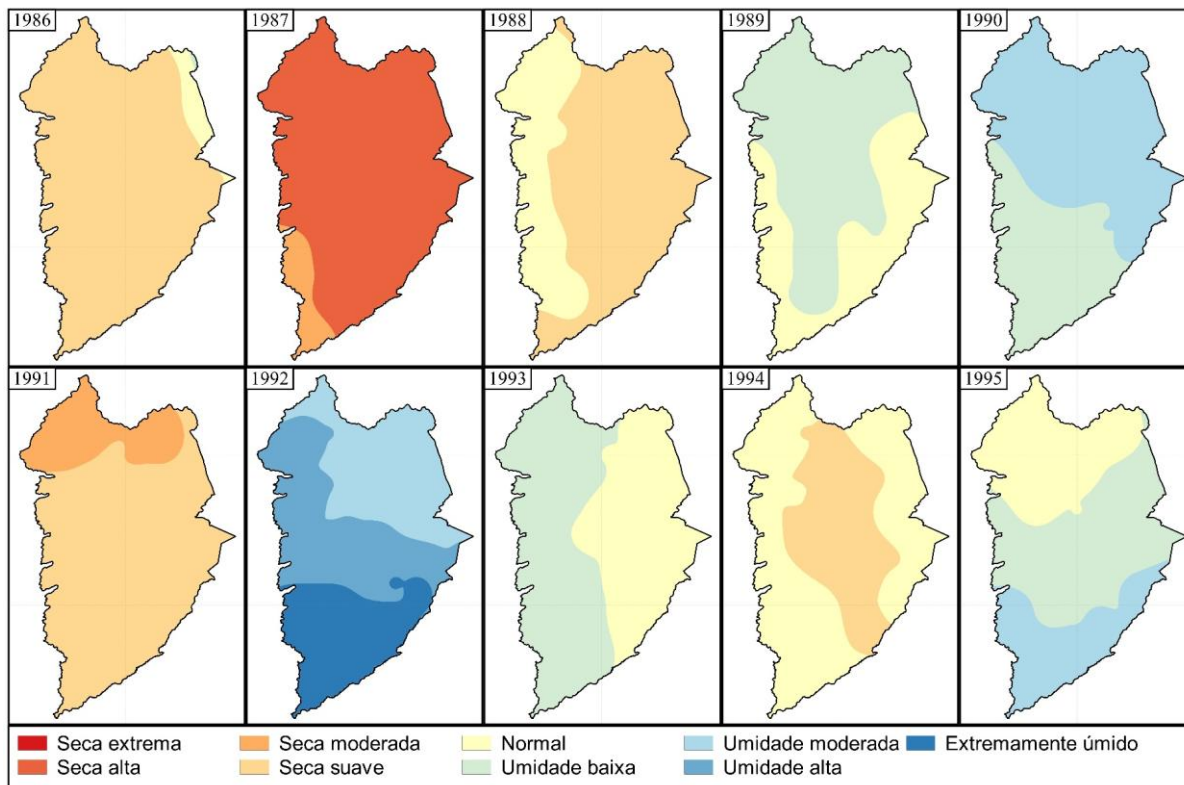 1986 1987 1988 1989 1990
1991 1992 1993 1994 1995
Seca extrema Seca moderada Normal Umidade moderada Extremamente úmido
Seca alta Seca suave Umidade baixa Umidade alta